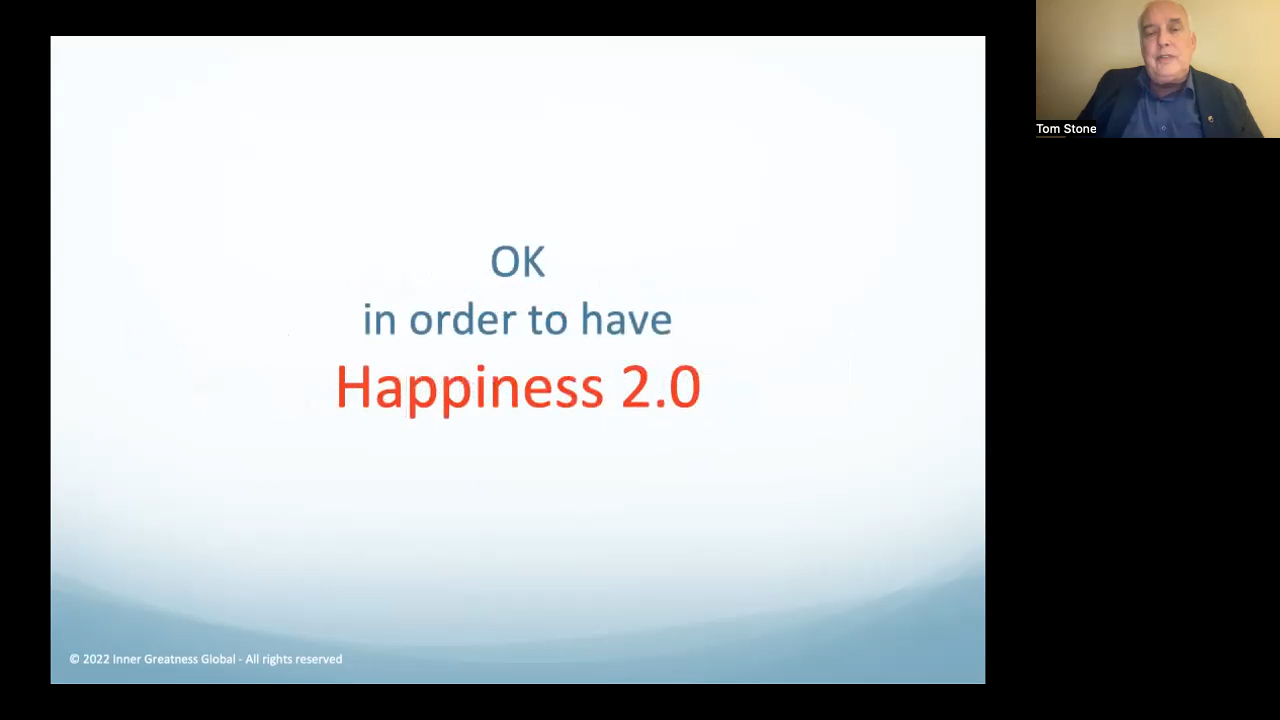 OK
in order to have
Happiness 2.0
© 2022 Inner Greatness Global - All rights reserved
Tom Stone